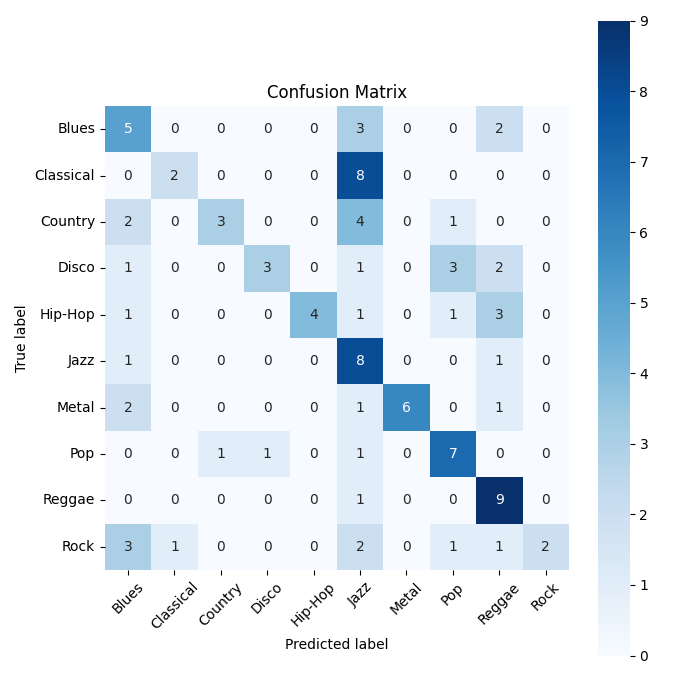 Confusion Matrix
Blues 5 0 0 0 0 3 0 0 2 0
Classical 0 2 0 0 0 8 0 0 0 0
Country 2 0 3 0 0 4 0 1 0 0
Disco 1 0 0 3 0 1 0 3 2 0
Hip-Hop 1 0 0 0 4 1 0 1 3 0
Jazz 1 0 0 0 0 8 0 0 1 0
Metal 2 0 0 0 0 1 6 0 1 0
Pop 0 0 1 1 0 1 0 7 0 0
Reggae 0 0 0 0 0 1 0 0 9 0
Rock 3 1 0 0 0 2 0 1 1 2
Blues Classical Country Disco Hip-Hop Jazz Metal Pop Reggae Rock
Predicted label
True label
9
8
7
6
5
4
3
2
1
0